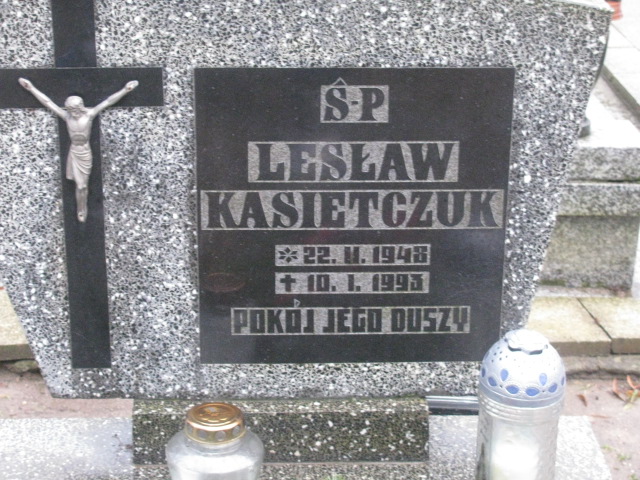 Ś-P
LESŁAW
KASIETCZUK
* 22. II. 1948
✝ 10. I. 1993
POKÓJ JEGO DUSZY